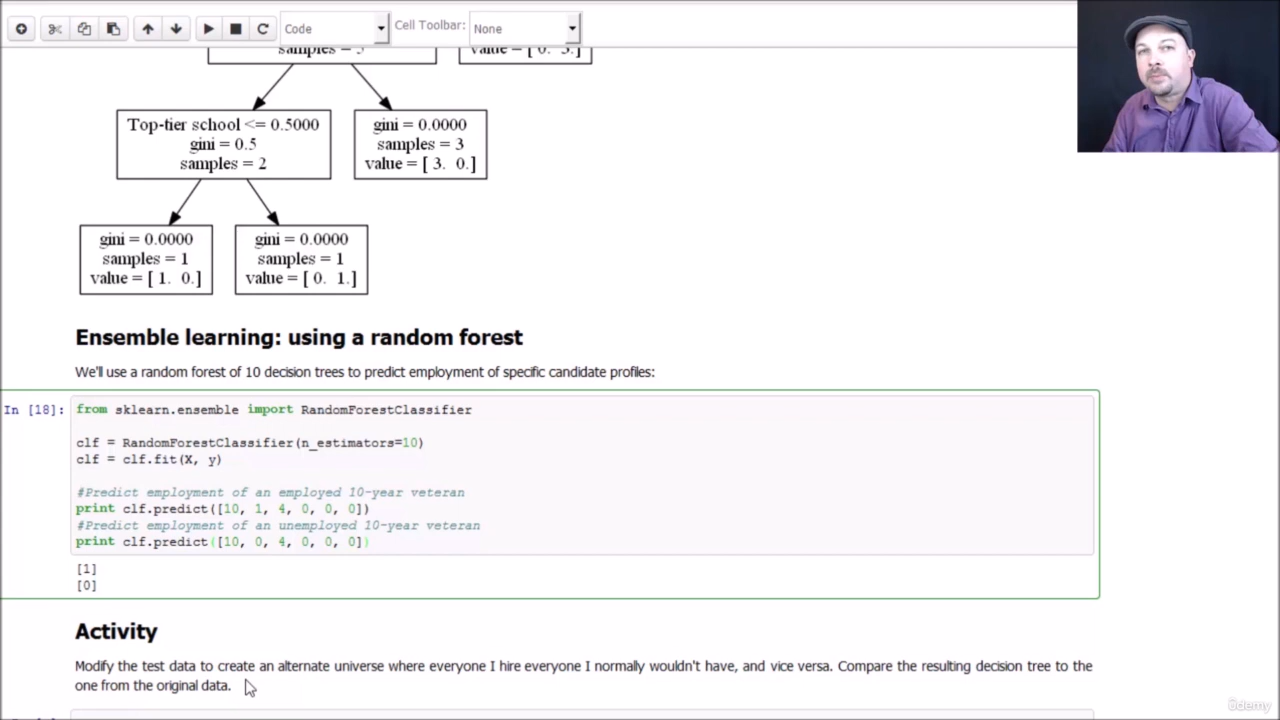 Code
Cell Toolbar:
None
samples = 5
value = [ 0. 5.]
Top-tier school <= 0.5000
gini = 0.5
samples = 2
gini = 0.0000
samples = 3
value = [ 3. 0.]
gini = 0.0000
samples = 1
value = [ 1. 0.]
gini = 0.0000
samples = 1
value = [ 0. 1.]
Ensemble learning: using a random forest
We'll use a random forest of 10 decision trees to predict employment of specific candidate profiles:
In [18]:
from sklearn.ensemble import RandomForestClassifier
clf = RandomForestClassifier(n_estimators=10)
clf = clf.fit(X, y)
#Predict employment of an employed 10-year veteran
print clf.predict([10, 1, 4, 0, 0, 0])
#Predict employment of an unemployed 10-year veteran
print clf.predict([10, 0, 4, 0, 0, 0])
[1]
[0]
Activity
Modify the test data to create an alternate universe where everyone I hire everyone I normally wouldn't have, and vice versa. Compare the resulting decision tree to the
one from the original data.
ûdemy